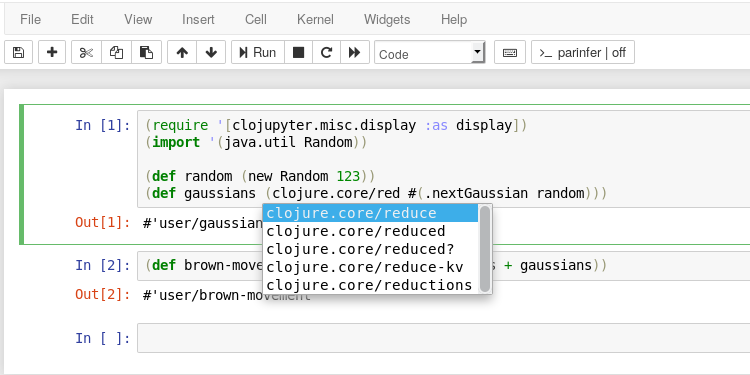 File Edit View Insert Cell Kernel Widgets Help
Run Code >_ parinfer | off
In [1]: (require '[clojupyter.misc.display :as display])
(import '(java.util Random))
(def random (new Random 123))
(def gaussians (clojure.core/red #(.nextGaussian random)))
Out[1]: #'user/gaussian
clojure.core/reduce
clojure.core/reduced
clojure.core/reduced?
clojure.core/reduce-kv
clojure.core/reductions
In [2]: (def brown-move s + gaussians))
Out[2]: #'user/brown-movement
In [ ]: